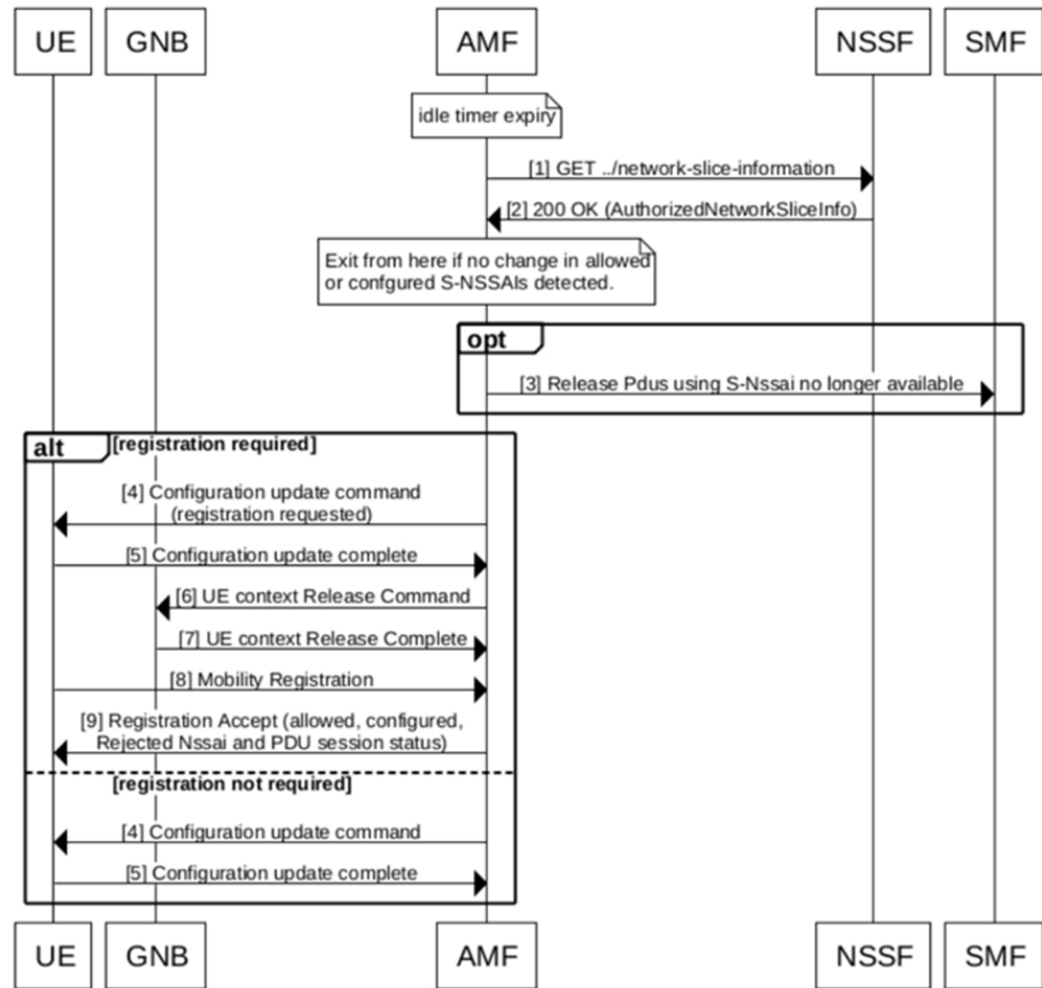 UE
GNB
AMF
NSSF
SMF
idle timer expiry
[1] GET ../network-slice-information
[2] 200 OK (AuthorizedNetworkSliceInfo)
Exit from here if no change in allowed
or confgured S-NSSAIs detected.
opt
[3] Release Pdus using S-Nssai no longer available
alt
[registration required]
[4] Configuration update command
(registration requested)
[5] Configuration update complete
[6] UE context Release Command
[7] UE context Release Complete
[8] Mobility Registration
[9] Registration Accept (allowed, configured,
Rejected Nssai and PDU session status)
[registration not required]
[4] Configuration update command
[5] Configuration update complete
UE
GNB
AMF
NSSF
SMF